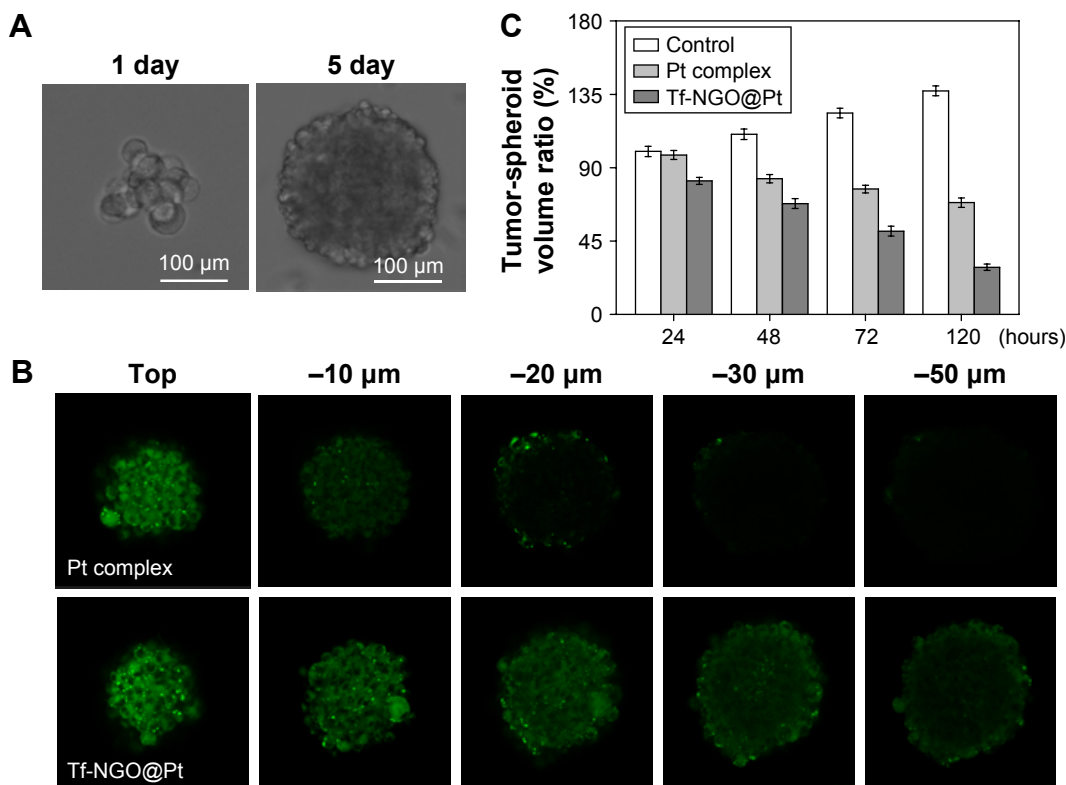 A
1 day
5 day
100 µm
100 µm
C
Tumor-spheroid
volume ratio (%)
180
135
90
45
0
Control
Pt complex
Tf-NGO@Pt
24
48
72
120
(hours)
B
Top
–10 µm
–20 µm
–30 µm
–50 µm
Pt complex
Tf-NGO@Pt